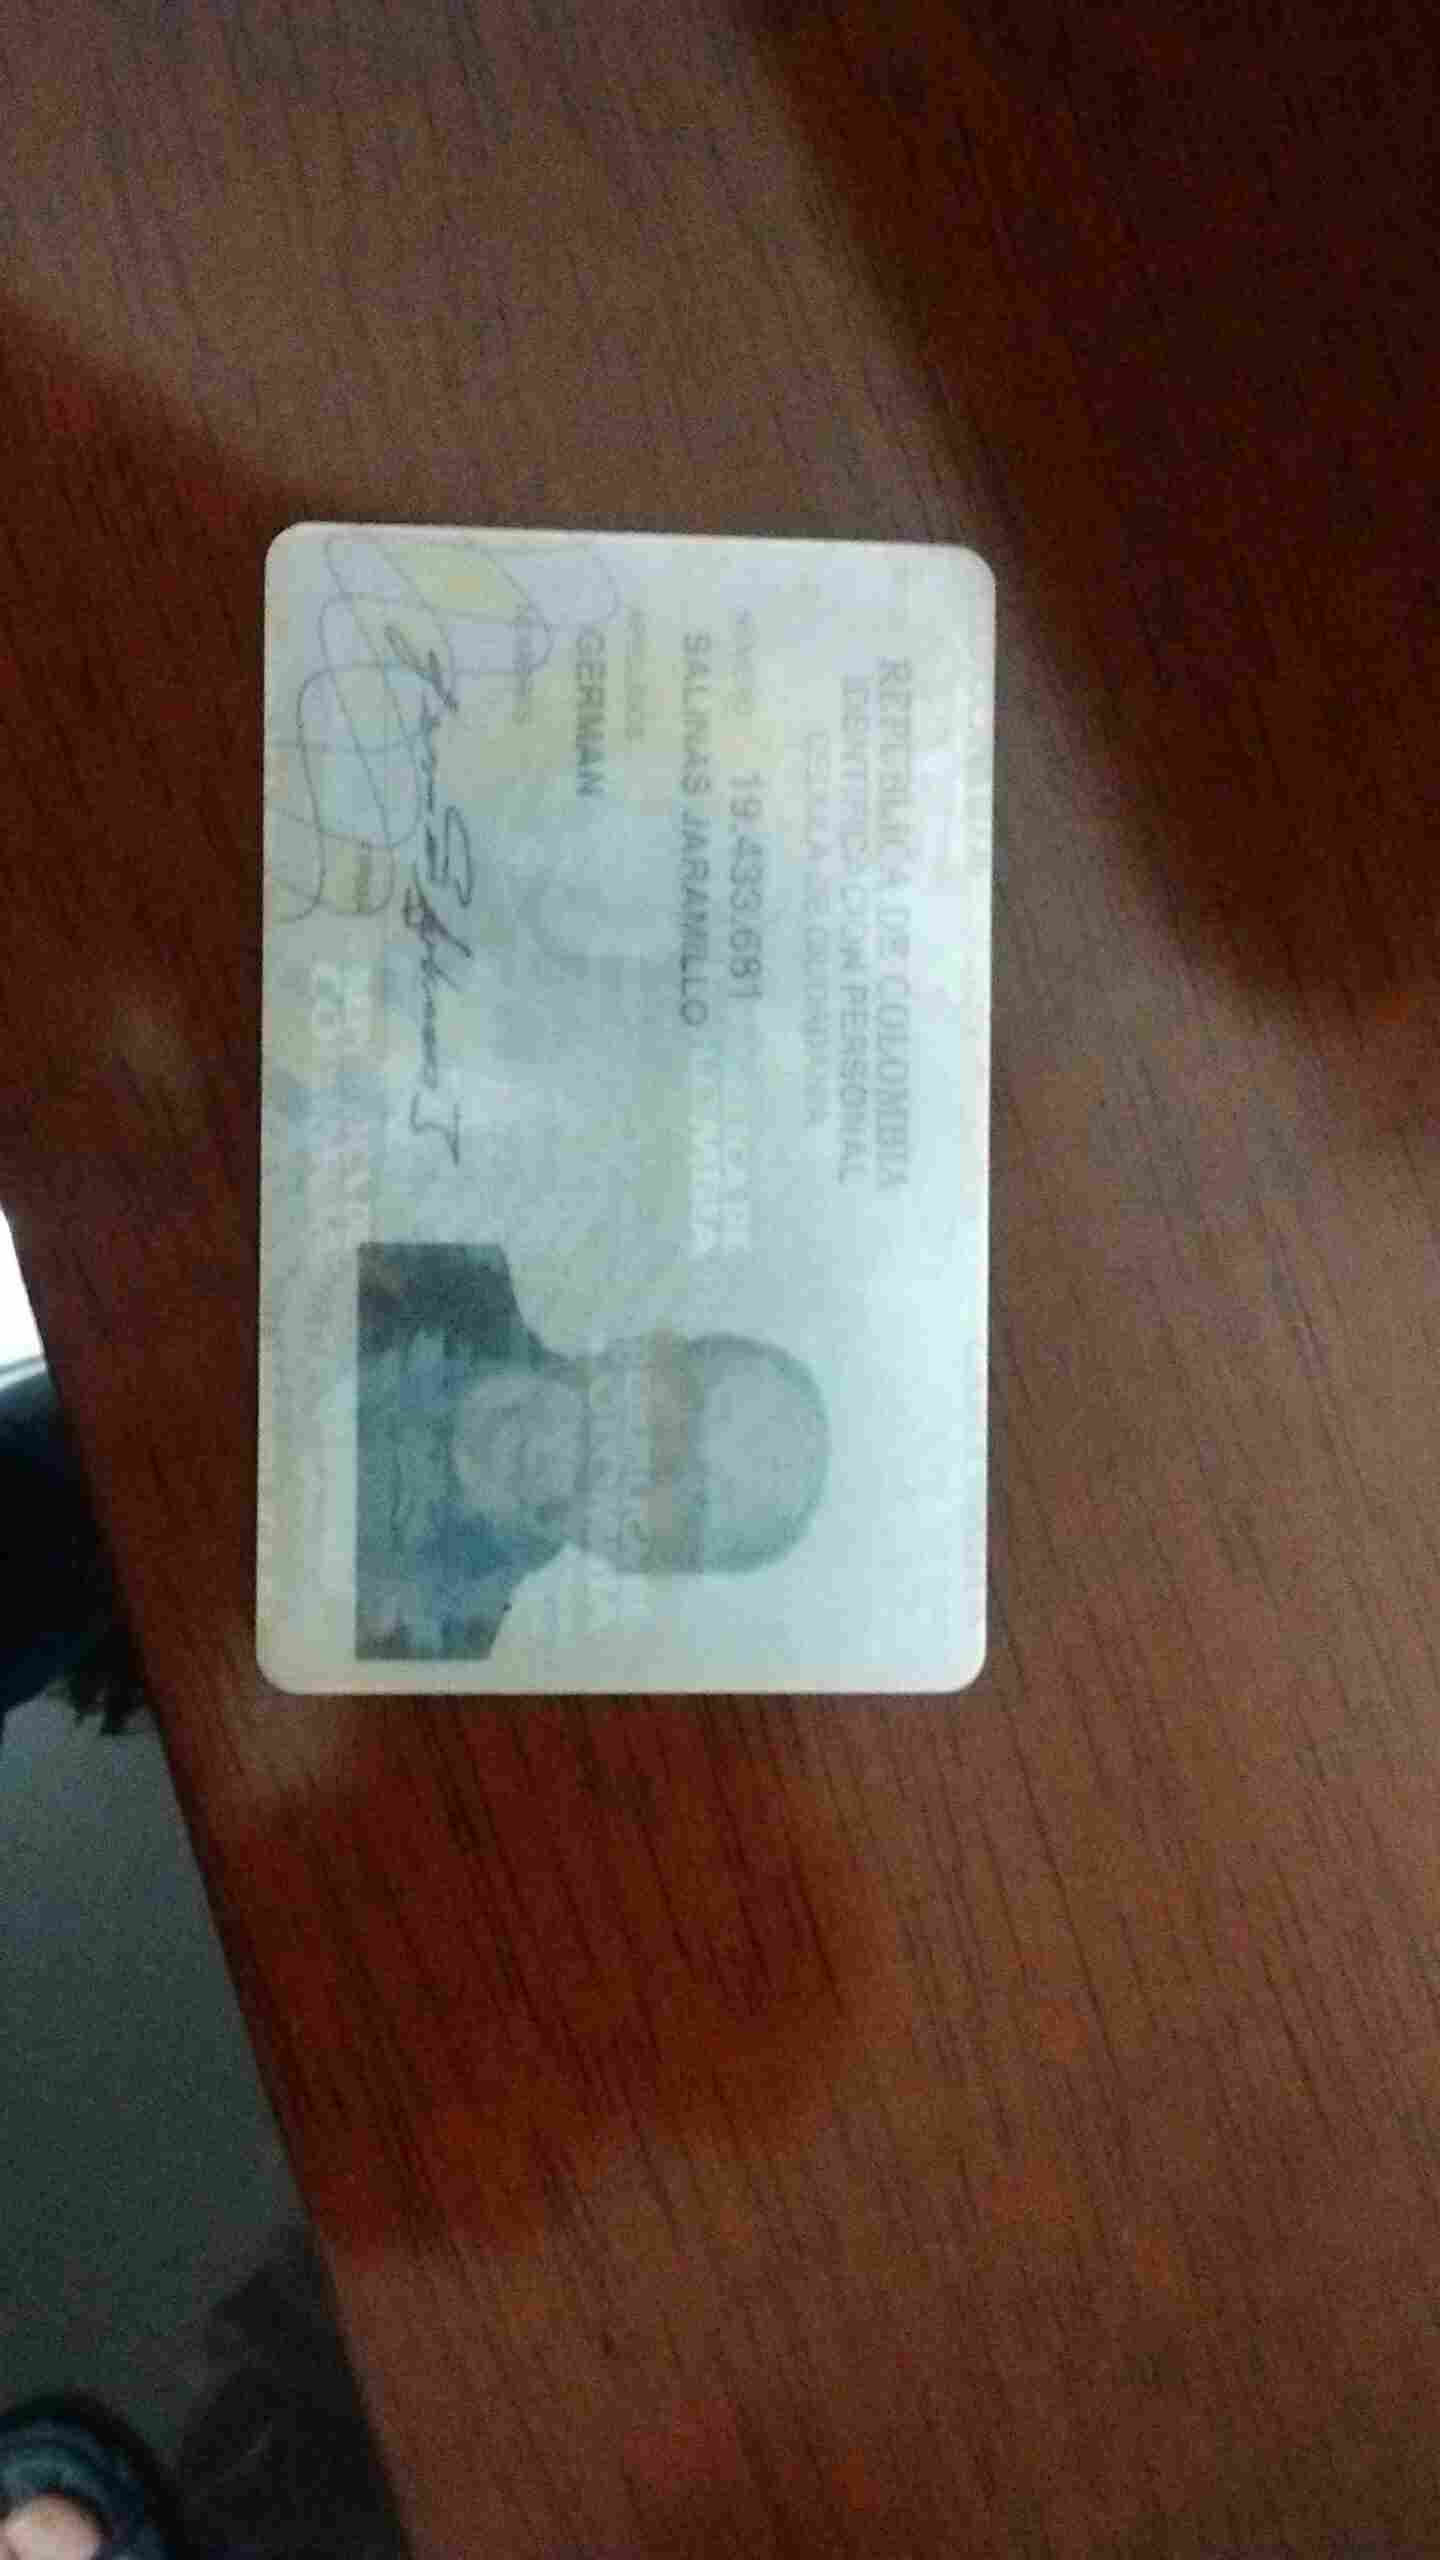 REPUBLICA DE COLOMBIA
IDENTIFICACION PERSONAL
CEDULA DE CIUDADANIA
NUMERO 19.433.681
SALINAS JARAMILLO
APELLIDOS
GERMAN
NOMBRES
FIRMA